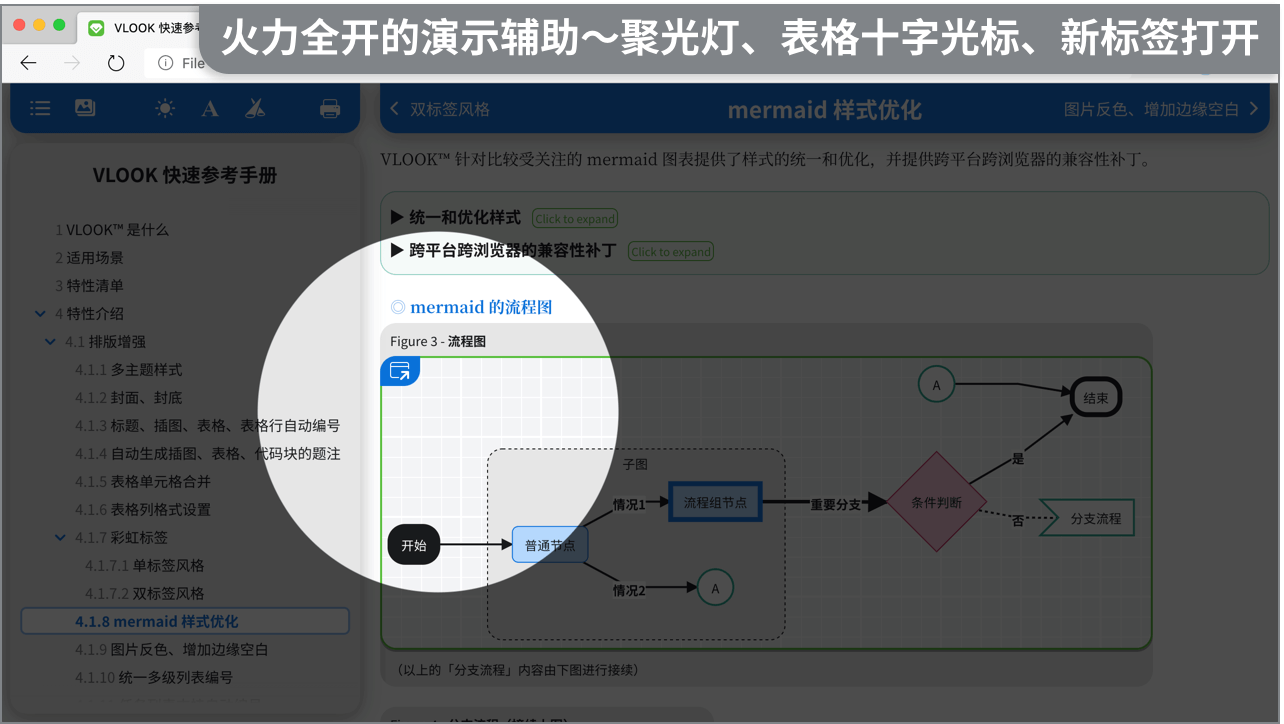 火力全开的演示辅助～聚光灯、表格十字光标、新标签打开
VLOOK 快速参考
File
双标签风格
mermaid 样式优化
图片反色、增加边缘空白
VLOOK 快速参考手册
1 VLOOK™ 是什么
2 适用场景
3 特性清单
4 特性介绍
4.1 排版增强
4.1.1 多主题样式
4.1.2 封面、封底
4.1.3 标题、插图、表格、表格行自动编号
4.1.4 自动生成插图、表格、代码块的题注
4.1.5 表格单元格合并
4.1.6 表格列格式设置
4.1.7 彩虹标签
4.1.7.1 单标签风格
4.1.7.2 双标签风格
4.1.8 mermaid 样式优化
4.1.9 图片反色、增加边缘空白
4.1.10 统一多级列表编号
VLOOK™ 针对比较受关注的 mermaid 图表提供了样式的统一和优化，并提供跨平台跨浏览器的兼容性补丁。
▶ 统一和优化样式 Click to expand
▶ 跨平台跨浏览器的兼容性补丁 Click to expand
◎ mermaid 的流程图
Figure 3 - 流程图
A
结束
子图
是
情况1
流程组节点
重要分支
条件判断
否
分支流程
开始
普通节点
情况2
A
（以上的「分支流程」内容由下图进行接续）